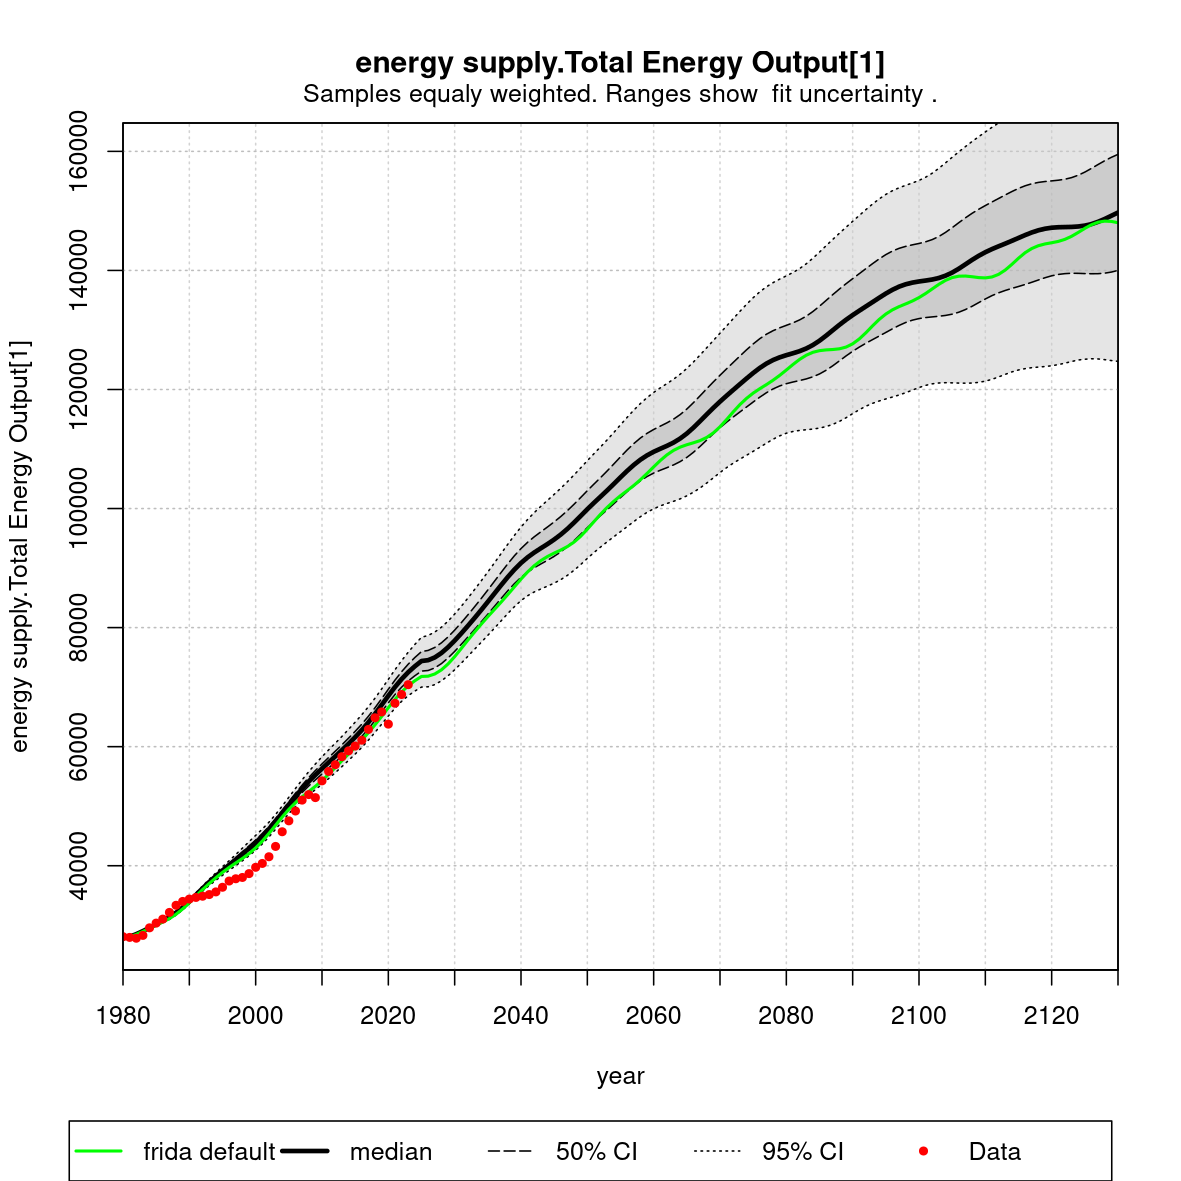 energy supply.Total Energy Output[1]
Samples equaly weighted. Ranges show  fit uncertainty .
energy supply.Total Energy Output[1]
160000
140000
120000
100000
80000
60000
40000
1980 2000 2020 2040 2060 2080 2100 2120
year
frida default median 50% CI 95% CI Data